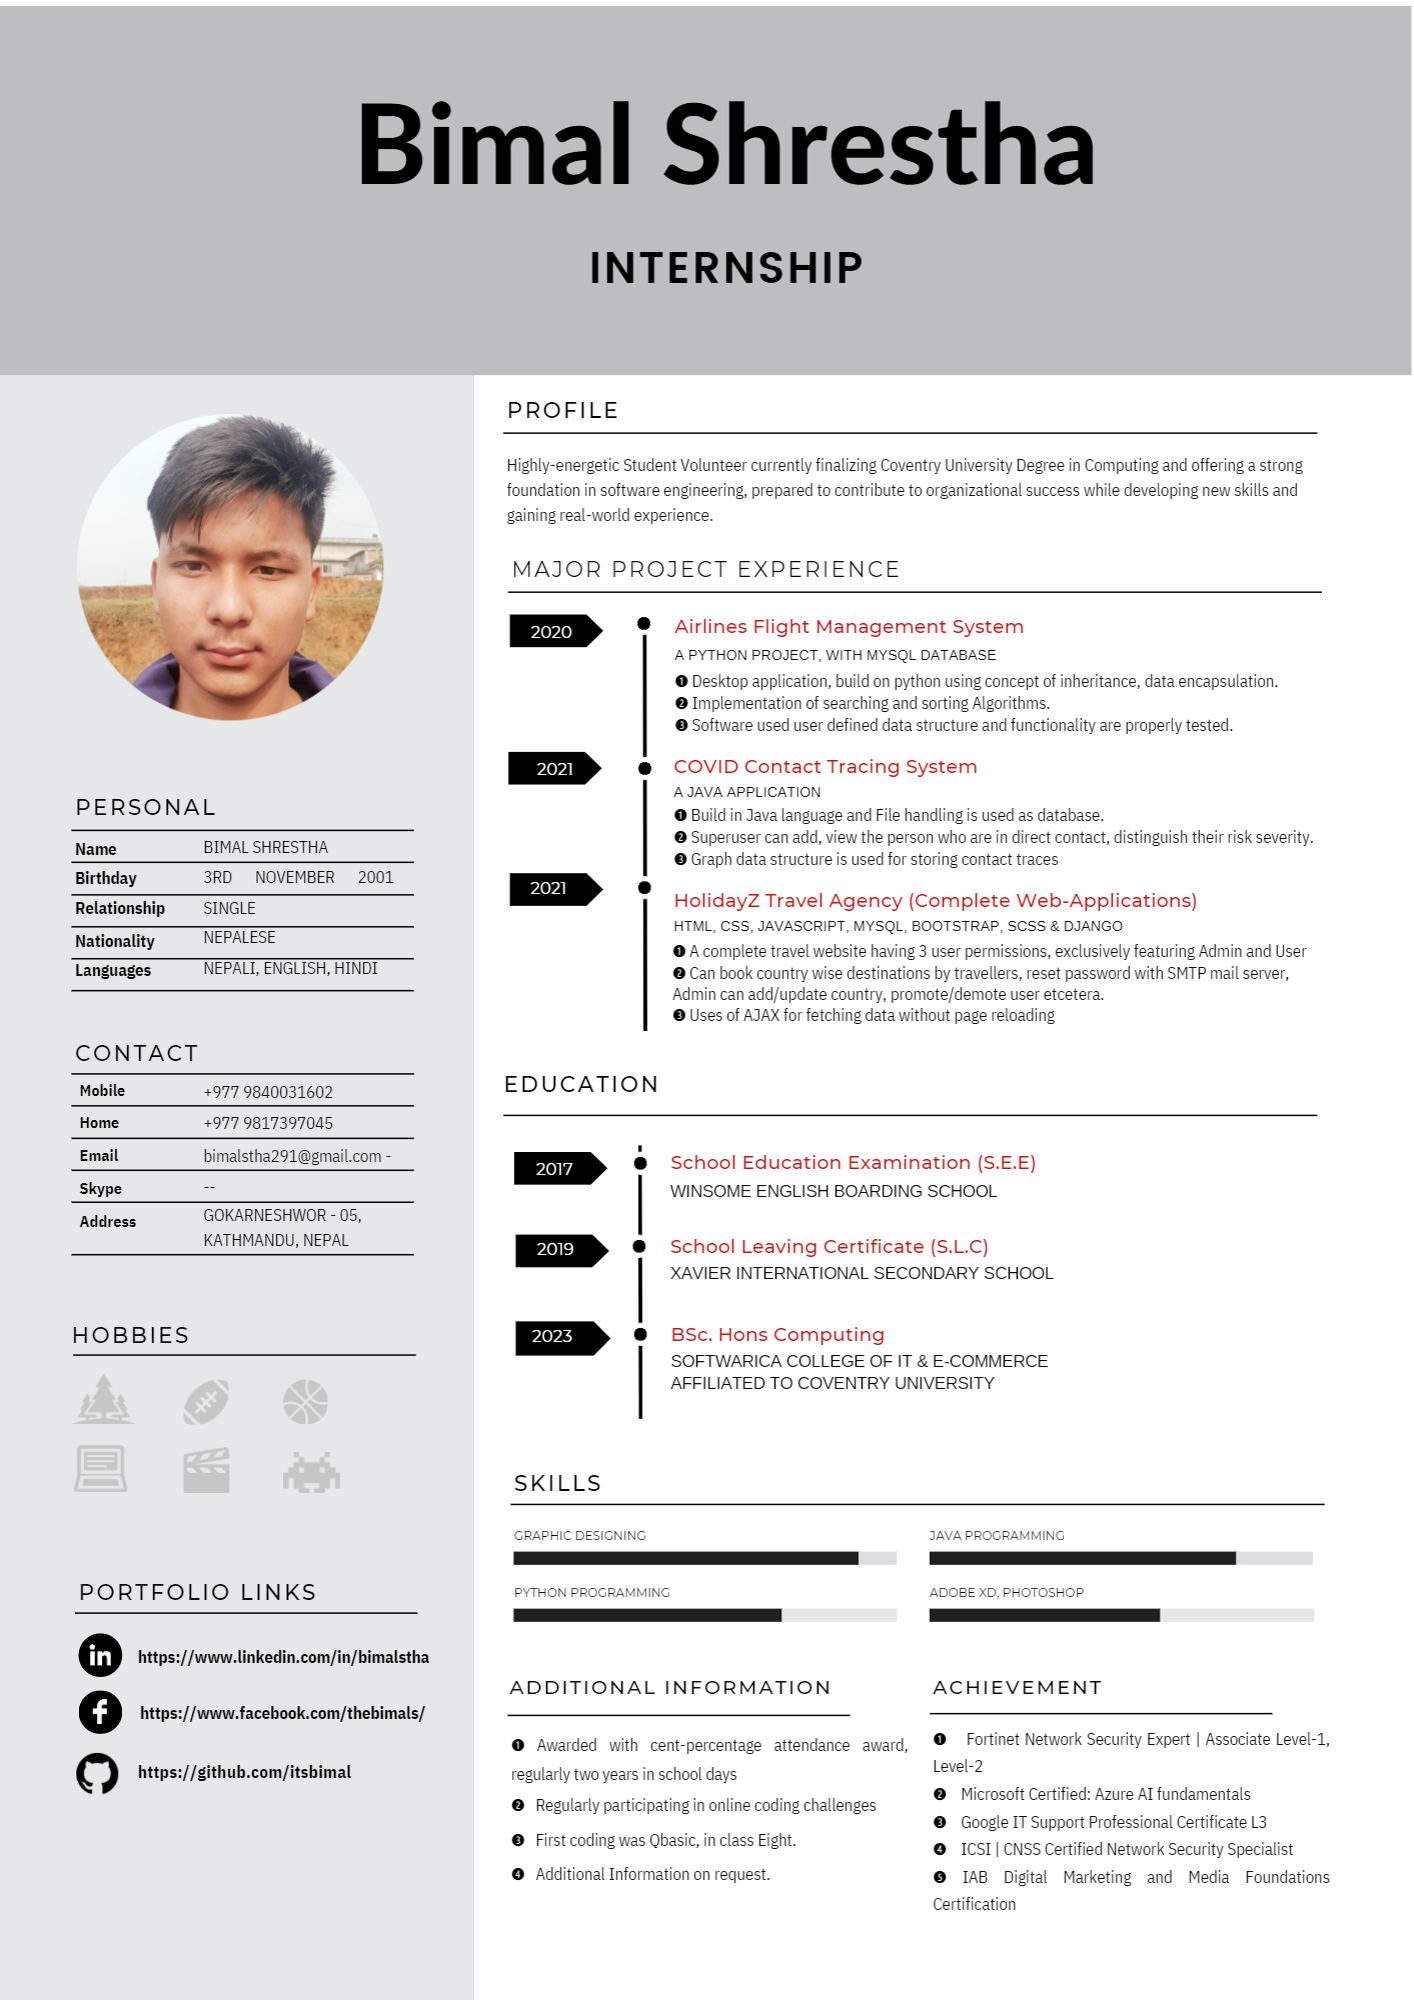 Bimal Shrestha
INTERNSHIP
PERSONAL
Name BIMAL SHRESTHA
Birthday 3RD NOVEMBER 2001
Relationship SINGLE
Nationality NEPALESE
Languages NEPALI, ENGLISH, HINDI
CONTACT
Mobile +977 9840031602
Home +977 9817397045
Email bimalstha291@gmail.com -
Skype --
Address GOKARNESHWOR - 05,
KATHMANDU, NEPAL
HOBBIES
PORTFOLIO LINKS
in https://www.linkedin.com/in/bimalstha
f https://www.facebook.com/thebimals/
https://github.com/itsbimal
PROFILE
Highly-energetic Student Volunteer currently finalizing Coventry University Degree in Computing and offering a strong
foundation in software engineering, prepared to contribute to organizational success while developing new skills and
gaining real-world experience.
MAJOR PROJECT EXPERIENCE
2020 Airlines Flight Management System
A PYTHON PROJECT, WITH MYSQL DATABASE
❶ Desktop application, build on python using concept of inheritance, data encapsulation.
❷ Implementation of searching and sorting Algorithms.
❸ Software used user defined data structure and functionality are properly tested.
2021 COVID Contact Tracing System
A JAVA APPLICATION
❶ Build in Java language and File handling is used as database.
❷ Superuser can add, view the person who are in direct contact, distinguish their risk severity.
❸ Graph data structure is used for storing contact traces
2021 HolidayZ Travel Agency (Complete Web-Applications)
HTML, CSS, JAVASCRIPT, MYSQL, BOOTSTRAP, SCSS & DJANGO
❶ A complete travel website having 3 user permissions, exclusively featuring Admin and User
❷ Can book country wise destinations by travellers, reset password with SMTP mail server,
Admin can add/update country, promote/demote user etcetera.
❸ Uses of AJAX for fetching data without page reloading
EDUCATION
2017 School Education Examination (S.E.E)
WINSOME ENGLISH BOARDING SCHOOL
2019 School Leaving Certificate (S.L.C)
XAVIER INTERNATIONAL SECONDARY SCHOOL
2023 BSc. Hons Computing
SOFTWARICA COLLEGE OF IT & E-COMMERCE
AFFILIATED TO COVENTRY UNIVERSITY
SKILLS
GRAPHIC DESIGNING JAVA PROGRAMMING
PYTHON PROGRAMMING ADOBE XD, PHOTOSHOP
ADDITIONAL INFORMATION
❶ Awarded with cent-percentage attendance award,
regularly two years in school days
❷ Regularly participating in online coding challenges
❸ First coding was Qbasic, in class Eight.
❹ Additional Information on request.
ACHIEVEMENT
❶ Fortinet Network Security Expert | Associate Level-1,
Level-2
❷ Microsoft Certified: Azure AI fundamentals
❸ Google IT Support Professional Certificate L3
❹ ICSI | CNSS Certified Network Security Specialist
❺ IAB Digital Marketing and Media Foundations
Certification